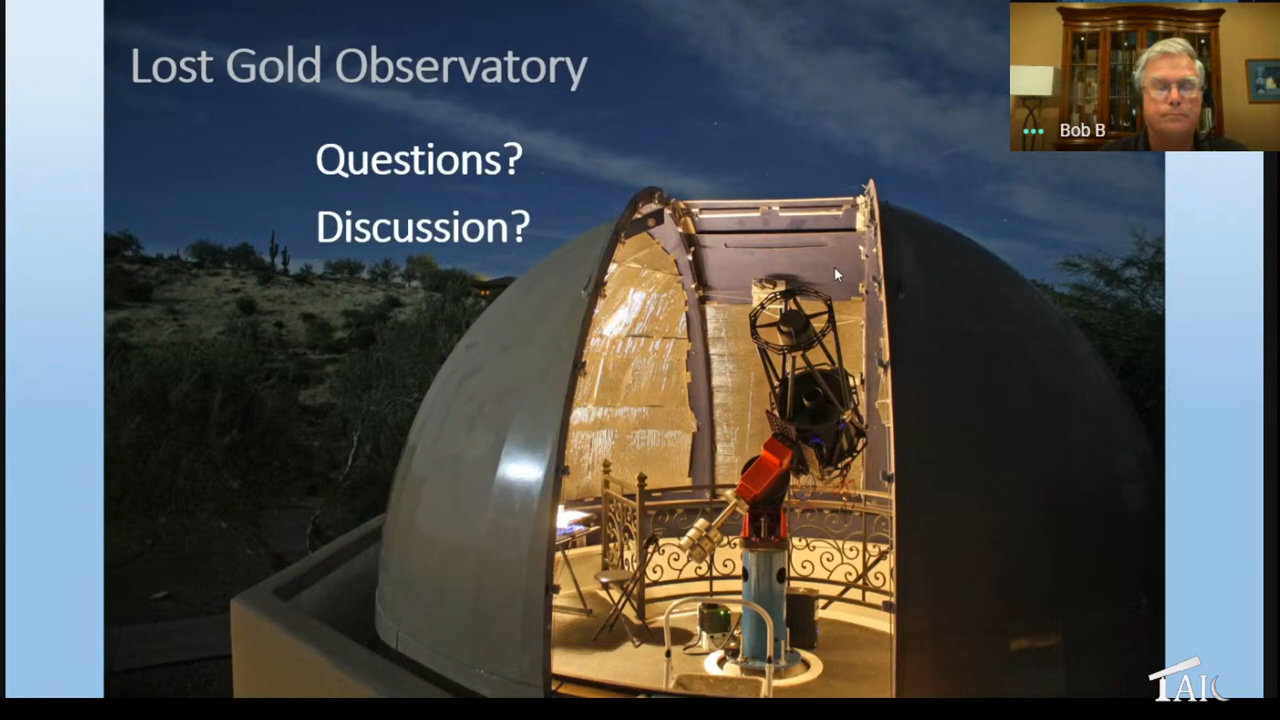 Lost Gold Observatory
Questions?
Discussion?
Bob B
TAIC